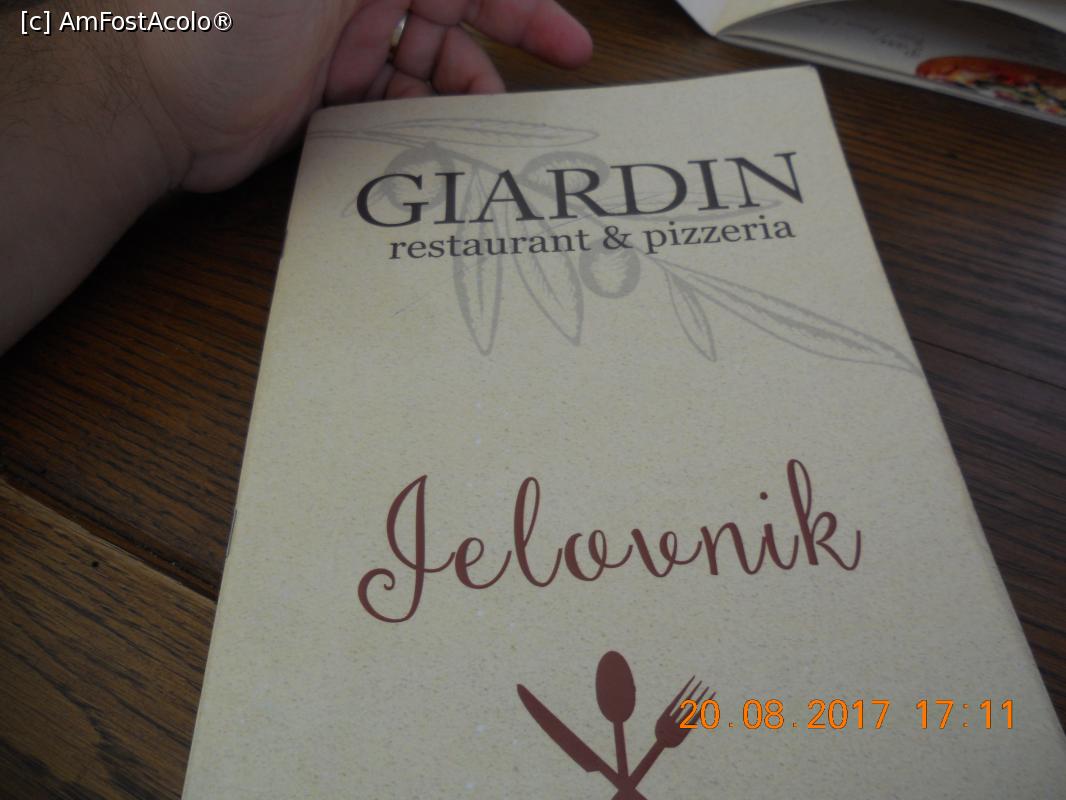 [c] AmFostAcolo®
GIARDIN
restaurant & pizzeria
Jelovnik
20.08.2017 17:11